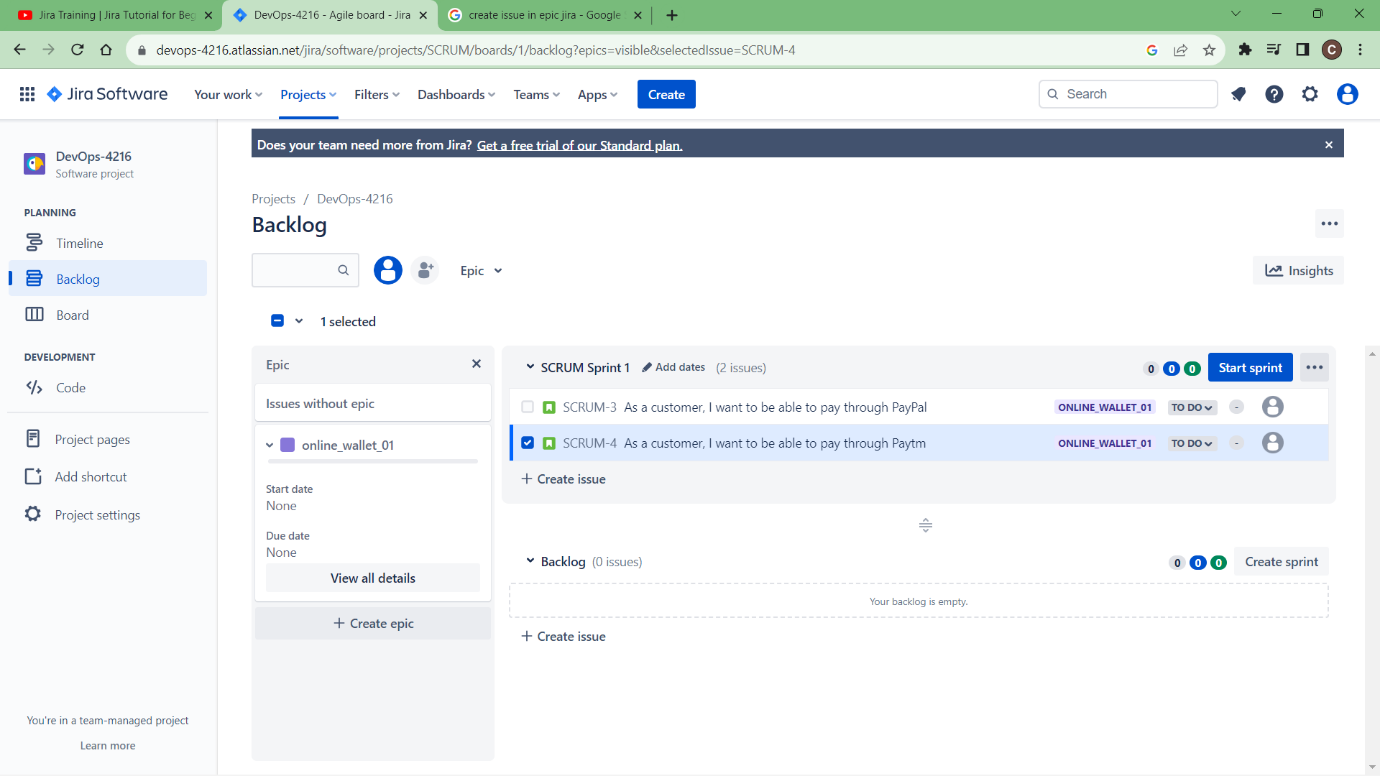 Jira Training | Jira Tutorial for Beg
DevOps-4216 - Agile board - Jira
create issue in epic jira - Google
devops-4216.atlassian.net/jira/software/projects/SCRUM/boards/1/backlog?epics=visible&selectedIssue=SCRUM-4
G
C
Jira Software
Your work
Projects
Filters
Dashboards
Teams
Apps
Create
Search
Does your team need more from Jira? Get a free trial of our Standard plan.
DevOps-4216
Software project
PLANNING
Timeline
Backlog
Board
DEVELOPMENT
Code
Project pages
Add shortcut
Project settings
You're in a team-managed project
Learn more
Projects / DevOps-4216
Backlog
Epic
Insights
1 selected
Epic
Issues without epic
online_wallet_01
Start date
None
Due date
None
View all details
+ Create epic
SCRUM Sprint 1 Add dates (2 issues)
0 0 0 Start sprint
SCRUM-3 As a customer, I want to be able to pay through PayPal ONLINE_WALLET_01 TO DO -
SCRUM-4 As a customer, I want to be able to pay through Paytm ONLINE_WALLET_01 TO DO -
+ Create issue
Backlog (0 issues)
0 0 0 Create sprint
Your backlog is empty.
+ Create issue